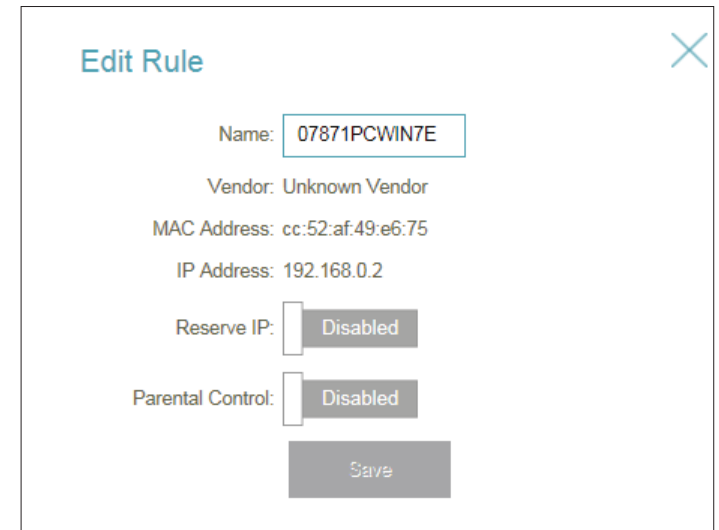 Edit Rule
Name: 07871PCWIN7E
Vendor: Unknown Vendor
MAC Address: cc:52:af:49:e6:75
IP Address: 192.168.0.2
Reserve IP: Disabled
Parental Control: Disabled
Save